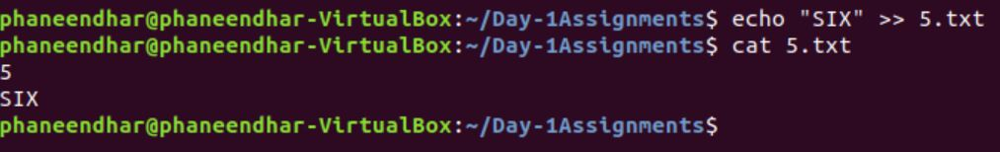 phaneendhar@phaneendhar-VirtualBox:~/Day-1Assignments$ echo "SIX" >> 5.txt
phaneendhar@phaneendhar-VirtualBox:~/Day-1Assignments$ cat 5.txt
5
SIX
phaneendhar@phaneendhar-VirtualBox:~/Day-1Assignments$